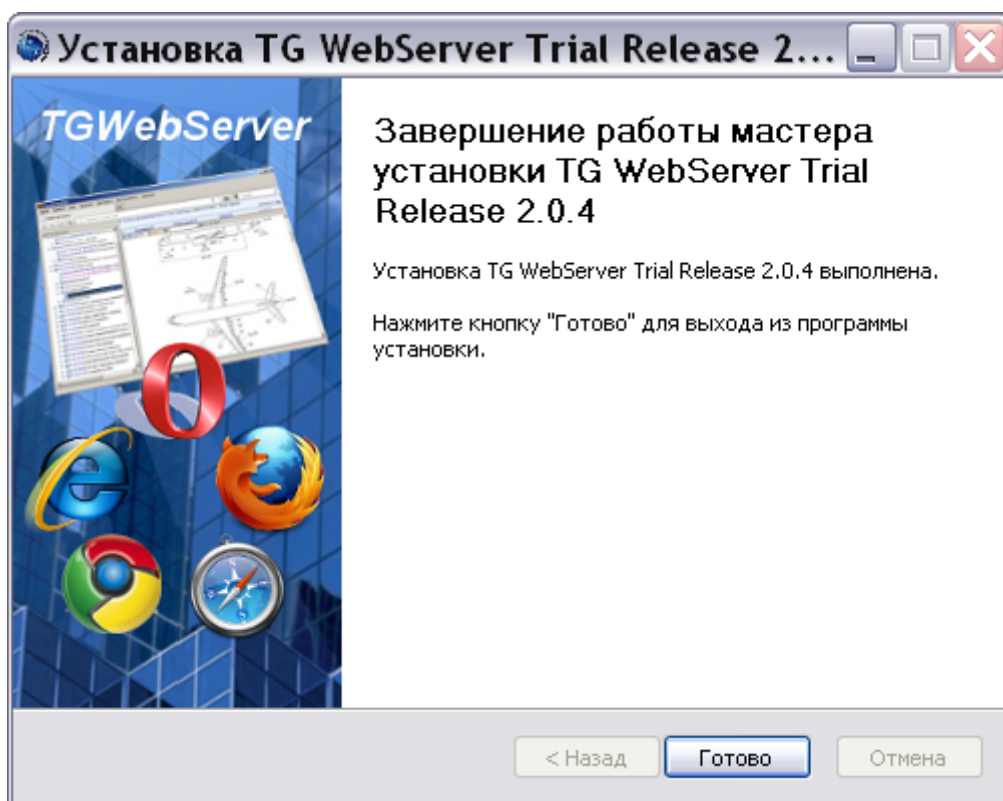 Установка TG WebServer Trial Release 2...
TGWebServer
Завершение работы мастера
установки TG WebServer Trial
Release 2.0.4
Установка TG WebServer Trial Release 2.0.4 выполнена.
Нажмите кнопку "Готово" для выхода из программы
установки.
< Назад
Готово
Отмена